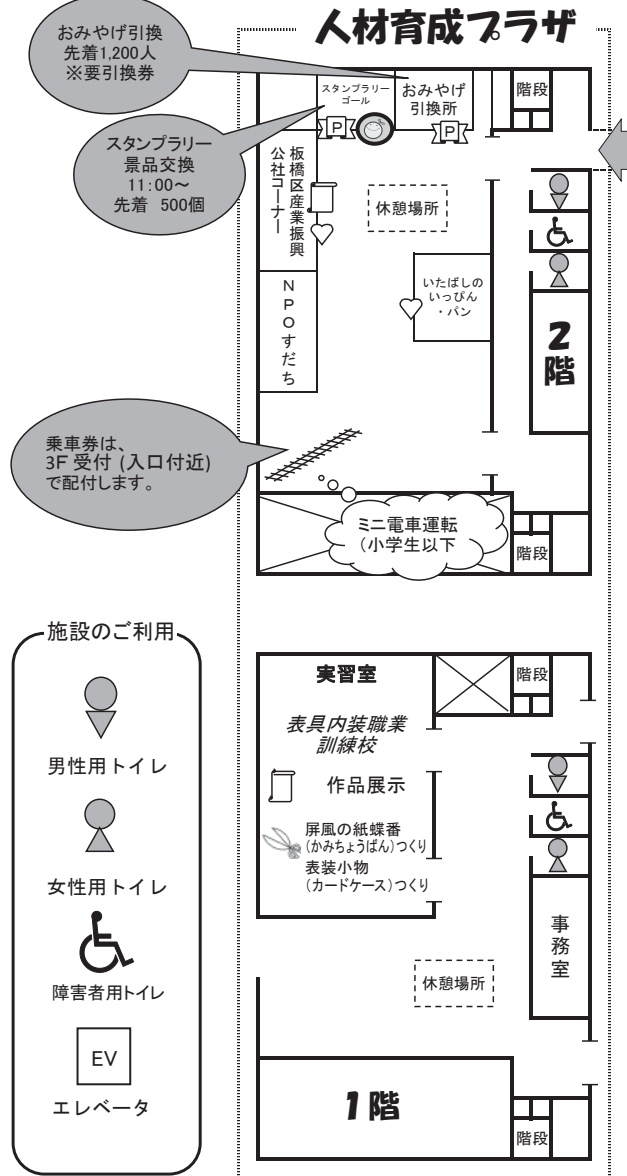 人材育成プラザ
おみやげ引換
先着1,200人
※要引換券
スタンプラリー
ゴール
おみやげ
引換所
階段
P
P
スタンプラリー
景品交換
11:00～
先着 500個
板橋区産業振興
公社コーナー
休憩場所
いたばしの
いっぴん
・パン
NPOすだち
2階
乗車券は、
3F 受付 (入口付近)
で配付します。
ミニ電車運転
(小学生以下
階段
施設のご利用
男性用トイレ
女性用トイレ
障害者用トイレ
EV
エレベータ
実習室
階段
表具内装職業
訓練校
作品展示
屏風の紙蝶番
(かみちょうばん)つくり
表装小物
(カードケース)つくり
事務室
休憩場所
1階
階段